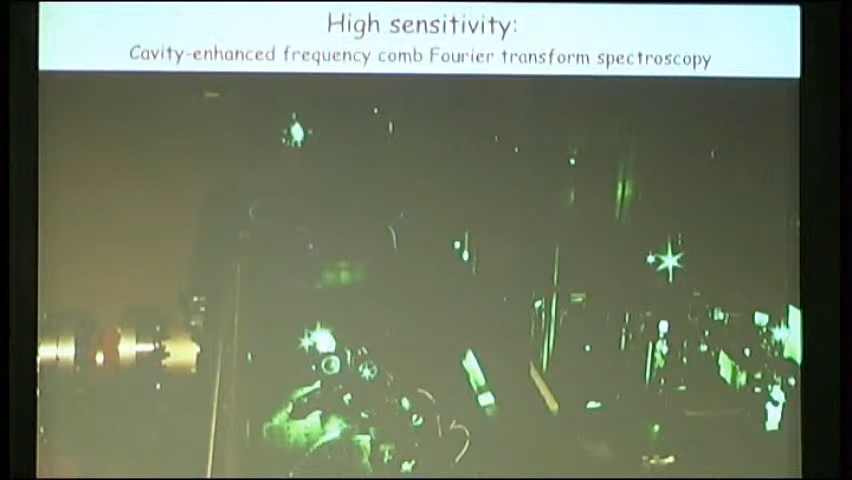 High sensitivity:
Cavity-enhanced frequency comb Fourier transform spectroscopy